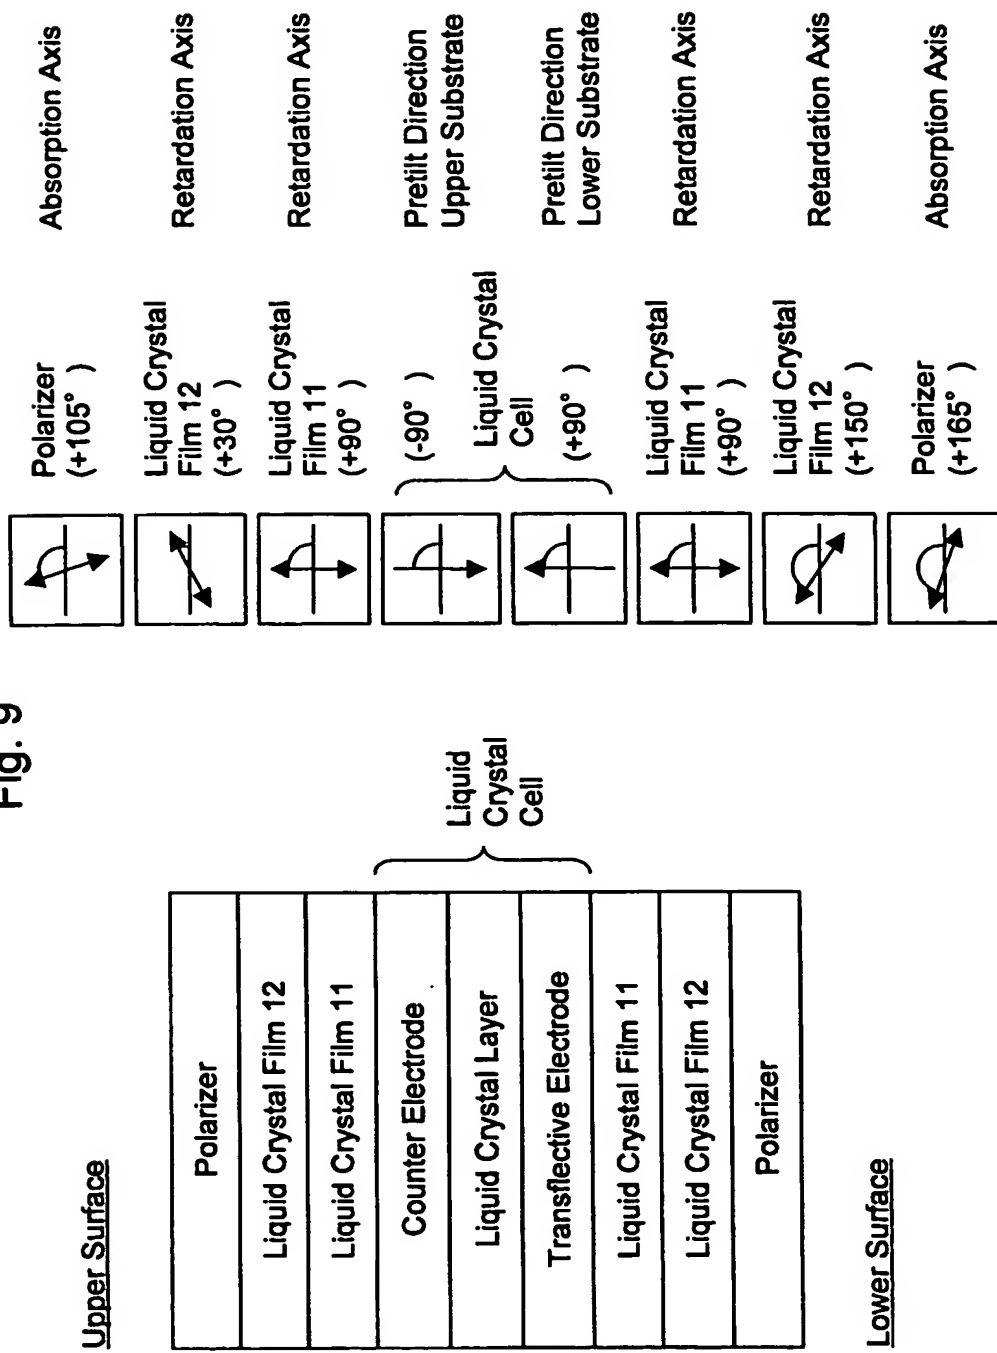 Fig. 9
Upper Surface
Polarizer
Liquid Crystal Film 12
Liquid Crystal Film 11
Counter Electrode
Liquid Crystal Layer
Transflective Electrode
Liquid Crystal Film 11
Liquid Crystal Film 12
Polarizer
Liquid
Crystal
Cell
Lower Surface
Polarizer
(+105° )
Absorption Axis
Liquid Crystal
Film 12
(+30° )
Retardation Axis
Liquid Crystal
Film 11
(+90° )
Retardation Axis
(-90° )
Pretilt Direction
Upper Substrate
Liquid Crystal
Cell
(+90° )
Pretilt Direction
Lower Substrate
Liquid Crystal
Film 11
(+90° )
Retardation Axis
Liquid Crystal
Film 12
(+150° )
Retardation Axis
Polarizer
(+165° )
Absorption Axis